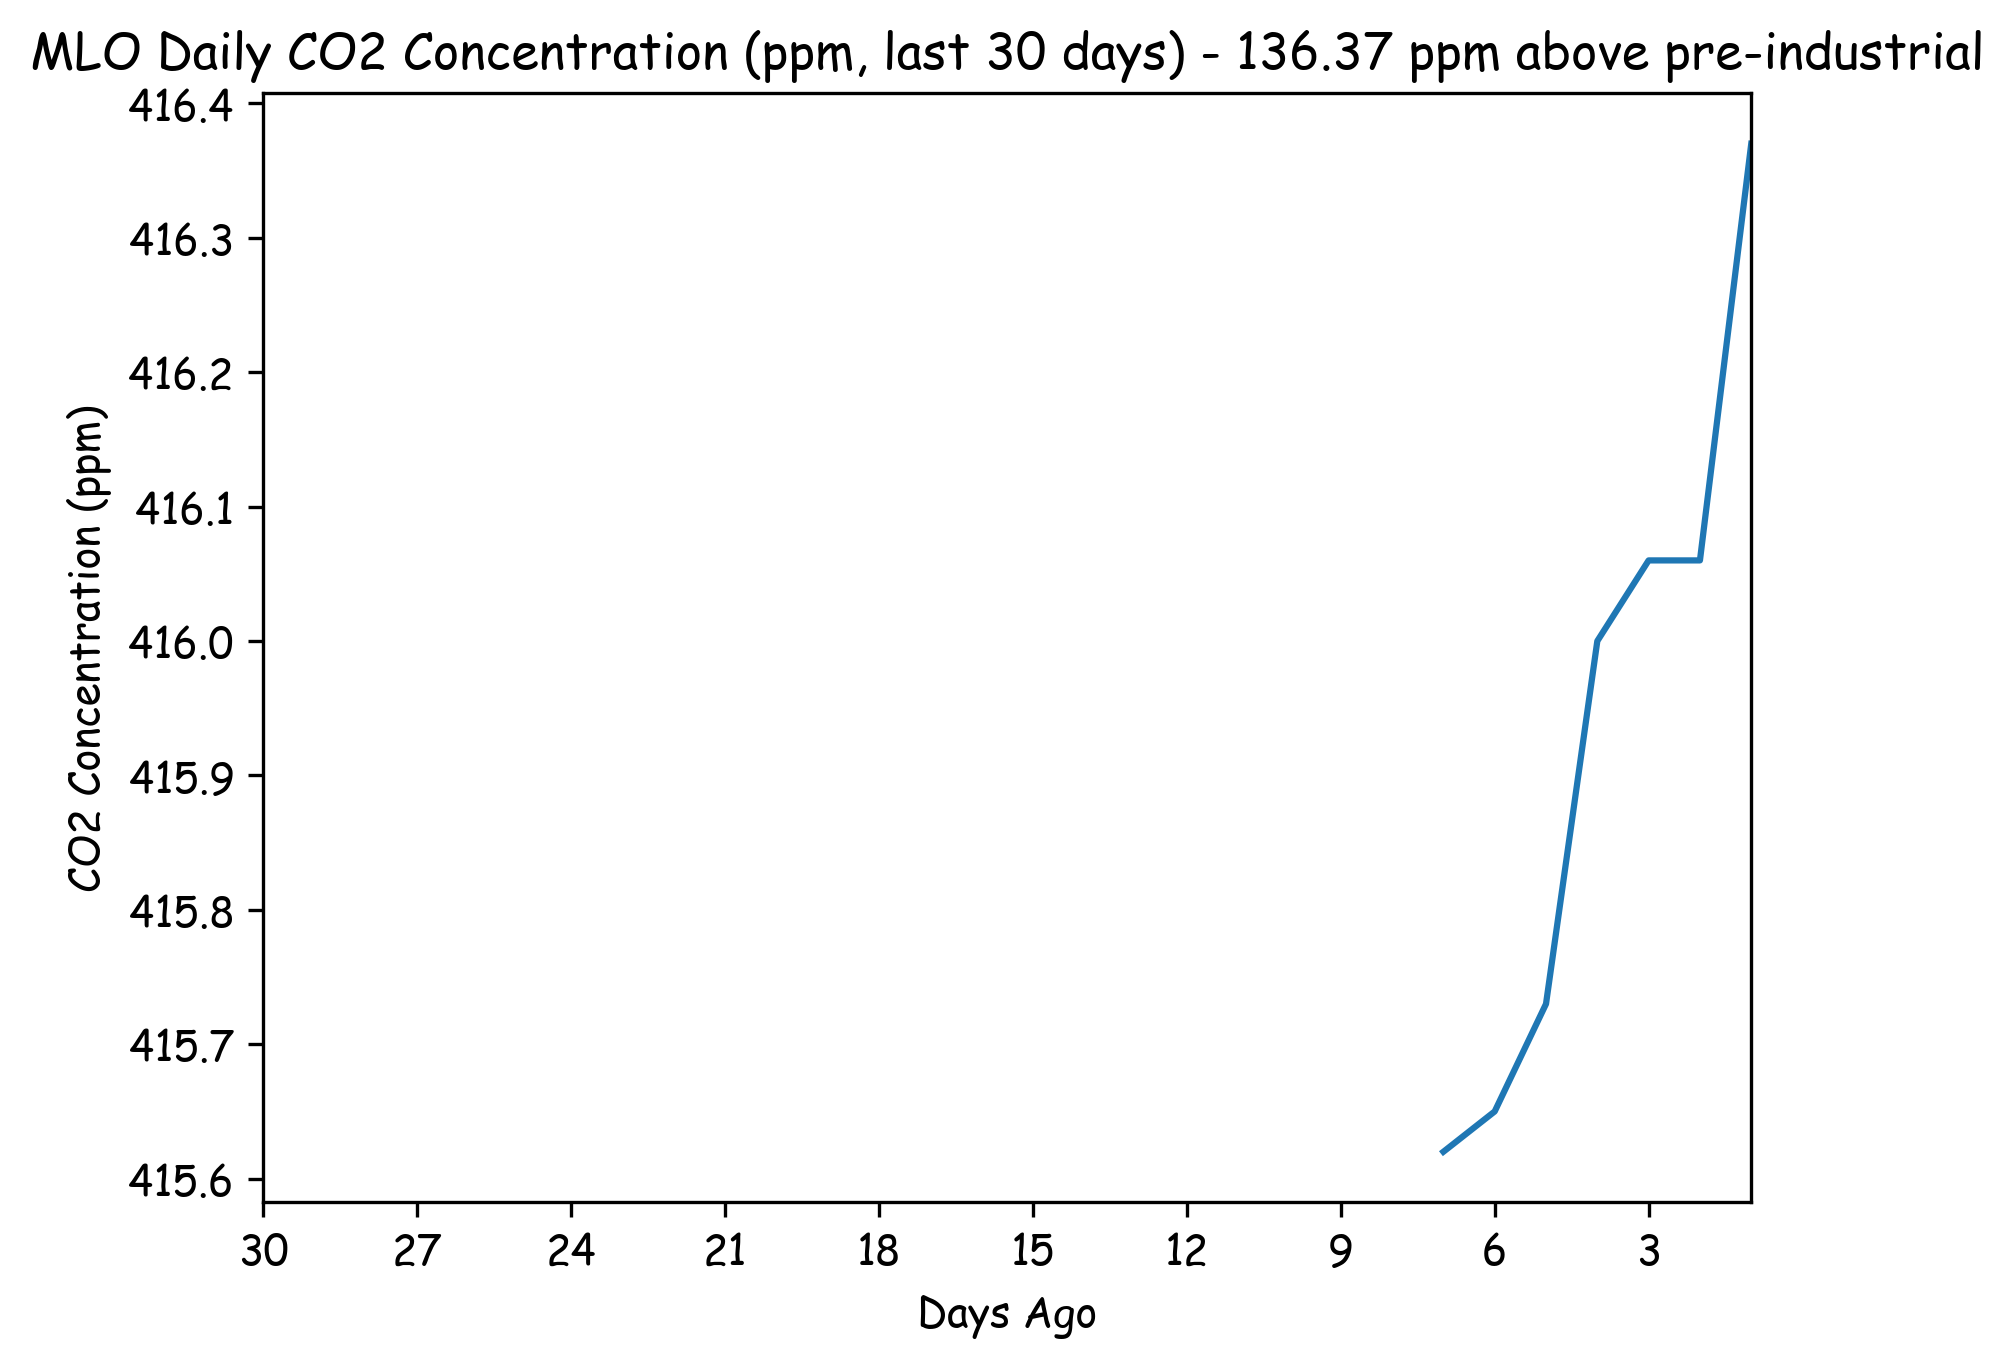 MLO Daily CO2 Concentration (ppm, last 30 days) - 136.37 ppm above pre-industrial
416.4
416.3
416.2
416.1
416.0
415.9
415.8
415.7
415.6
CO2 Concentration (ppm)
30 27 24 21 18 15 12 9 6 3
Days Ago